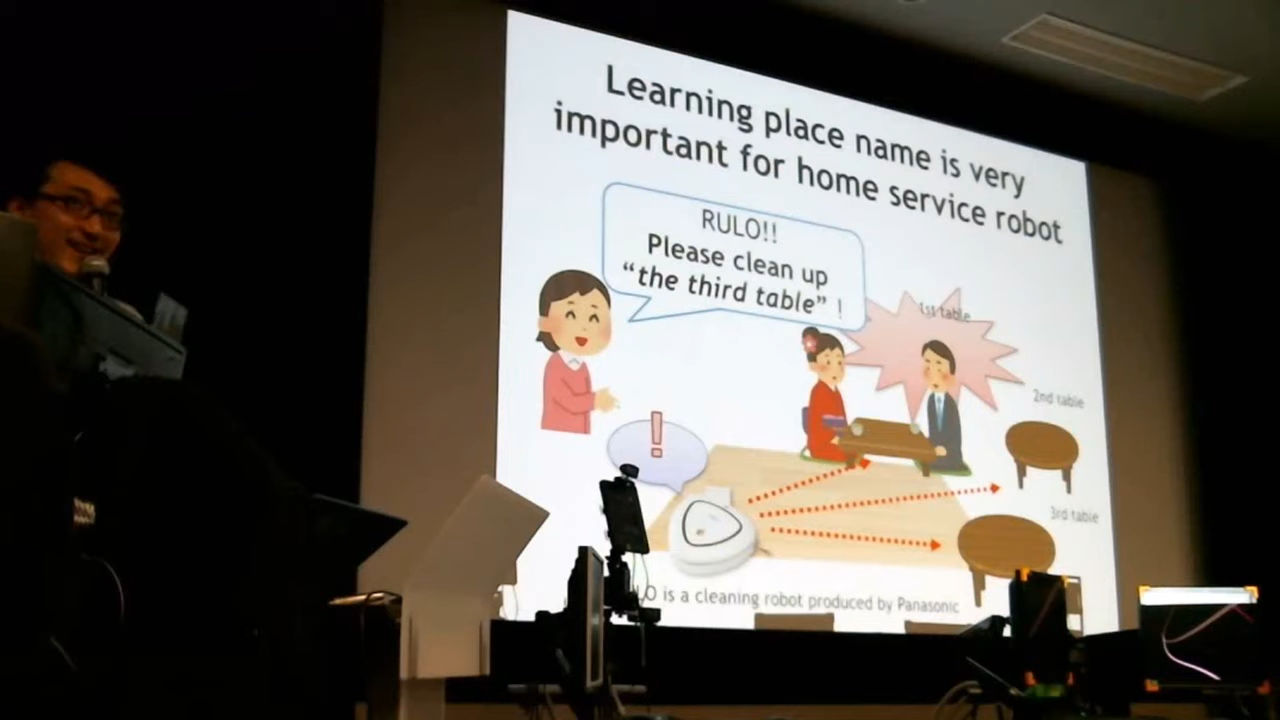 Learning place name is very
important for home service robot
RULO!!
Please clean up
“the third table” !
1st table
2nd table
3rd table
is a cleaning robot produced by Panasonic